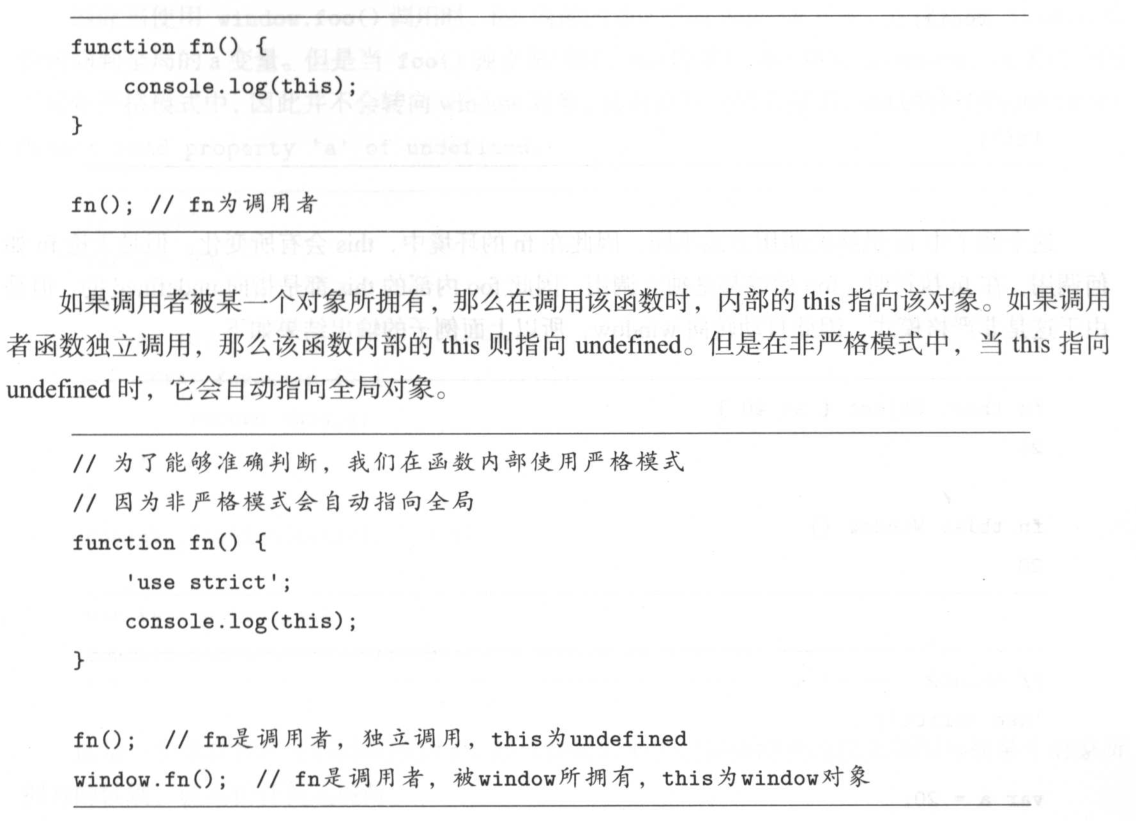 function fn() {
    console.log(this);
}
fn(); // fn为调用者
如果调用者被某一个对象所拥有，那么在调用该函数时，内部的 this 指向该对象。如果调用
者函数独立调用，那么该函数内部的 this 则指向 undefined。但是在非严格模式中，当 this 指向
undefined 时，它会自动指向全局对象。
// 为了能够准确判断，我们在函数内部使用严格模式
// 因为非严格模式会自动指向全局
function fn() {
    'use strict';
    console.log(this);
}
fn();  // fn是调用者，独立调用，this为undefined
window.fn();  // fn是调用者，被window所拥有，this为window对象